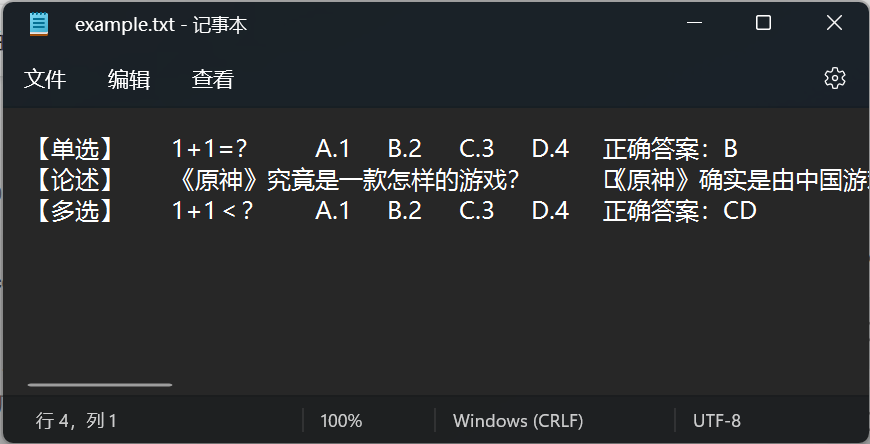 example.txt - 记事本
文件 编辑 查看
【单选】 1+1=? A.1 B.2 C.3 D.4 正确答案：B
【论述】 《原神》究竟是一款怎样的游戏? 《原神》确实是由中国游
【多选】 1+1 < ? A.1 B.2 C.3 D.4 正确答案：CD
行 4，列 1 100% Windows (CRLF) UTF-8